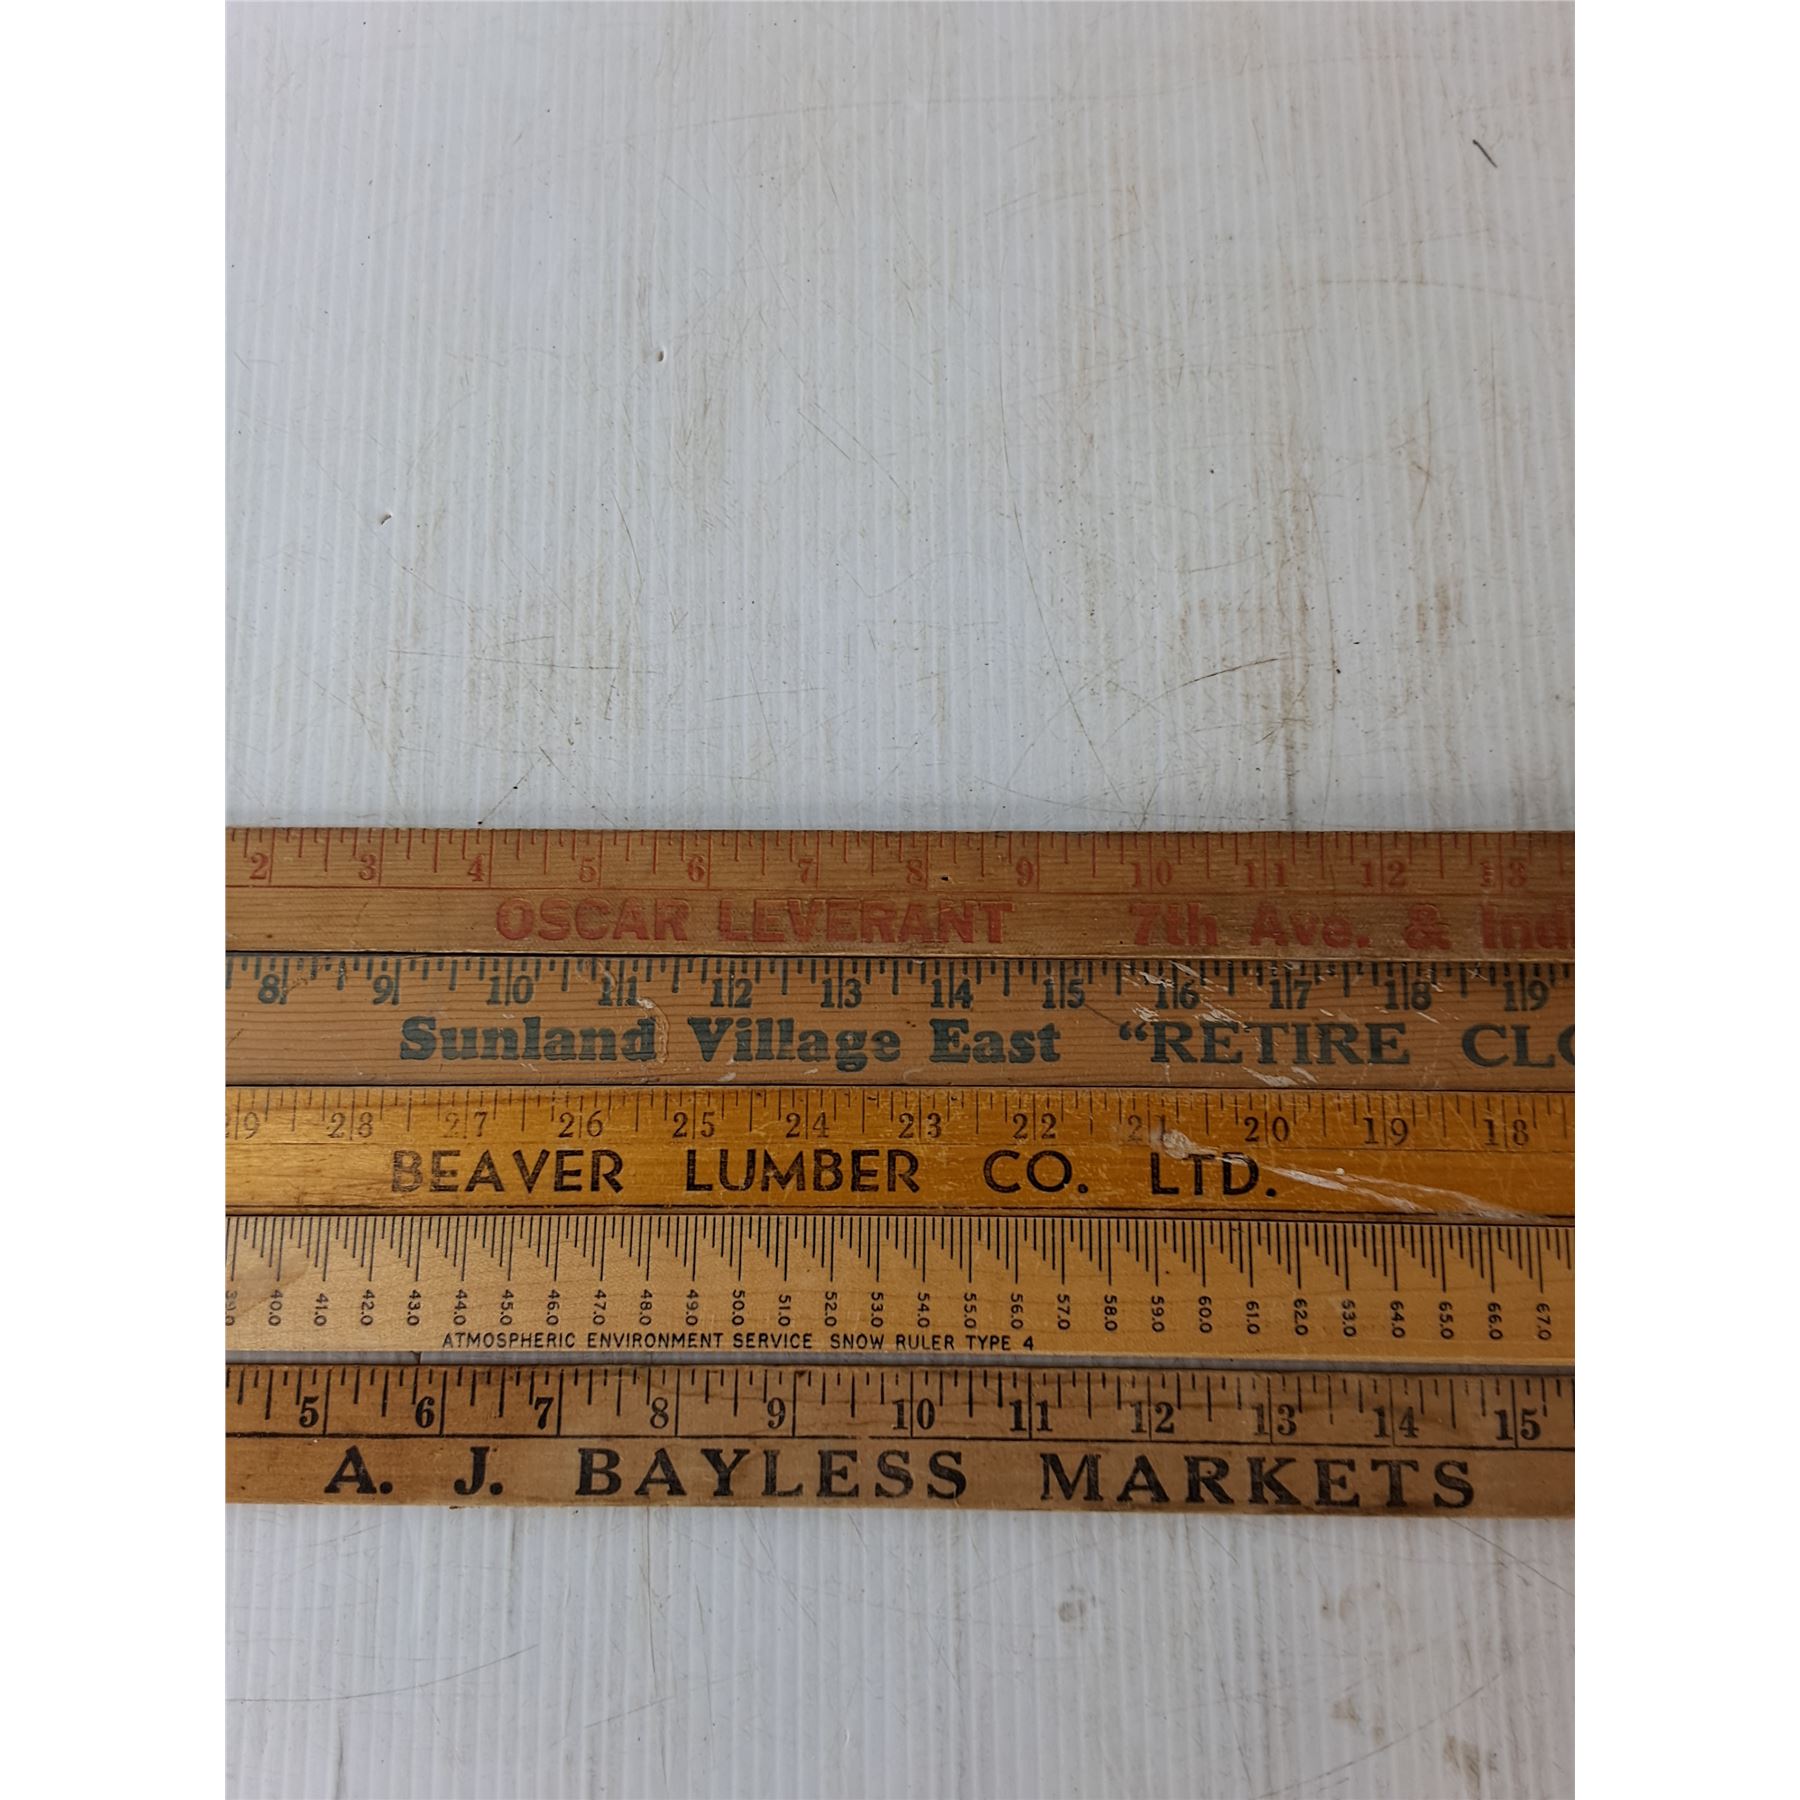 2 3 4 5 6 7 8 9 10 11 12 13
OSCAR LEVERANT 7th Ave. &
8 9 10 11 12 13 14 15 16 17 18 19
Sunland Village East “RETIRE
29 28 27 26 25 24 23 22 21 20 19 18
BEAVER LUMBER CO. LTD.
39.0 40.0 41.0 42.0 43.0 44.0 45.0 46.0 47.0 48.0 49.0 50.0 51.0 52.0 53.0 54.0 55.0 56.0 57.0 58.0 59.0 60.0 61.0 62.0 63.0 64.0 65.0 66.0 67.0
ATMOSPHERIC ENVIRONMENT SERVICE SNOW RULER TYPE 4
5 6 7 8 9 10 11 12 13 14 15
A. J. BAYLESS MARKETS